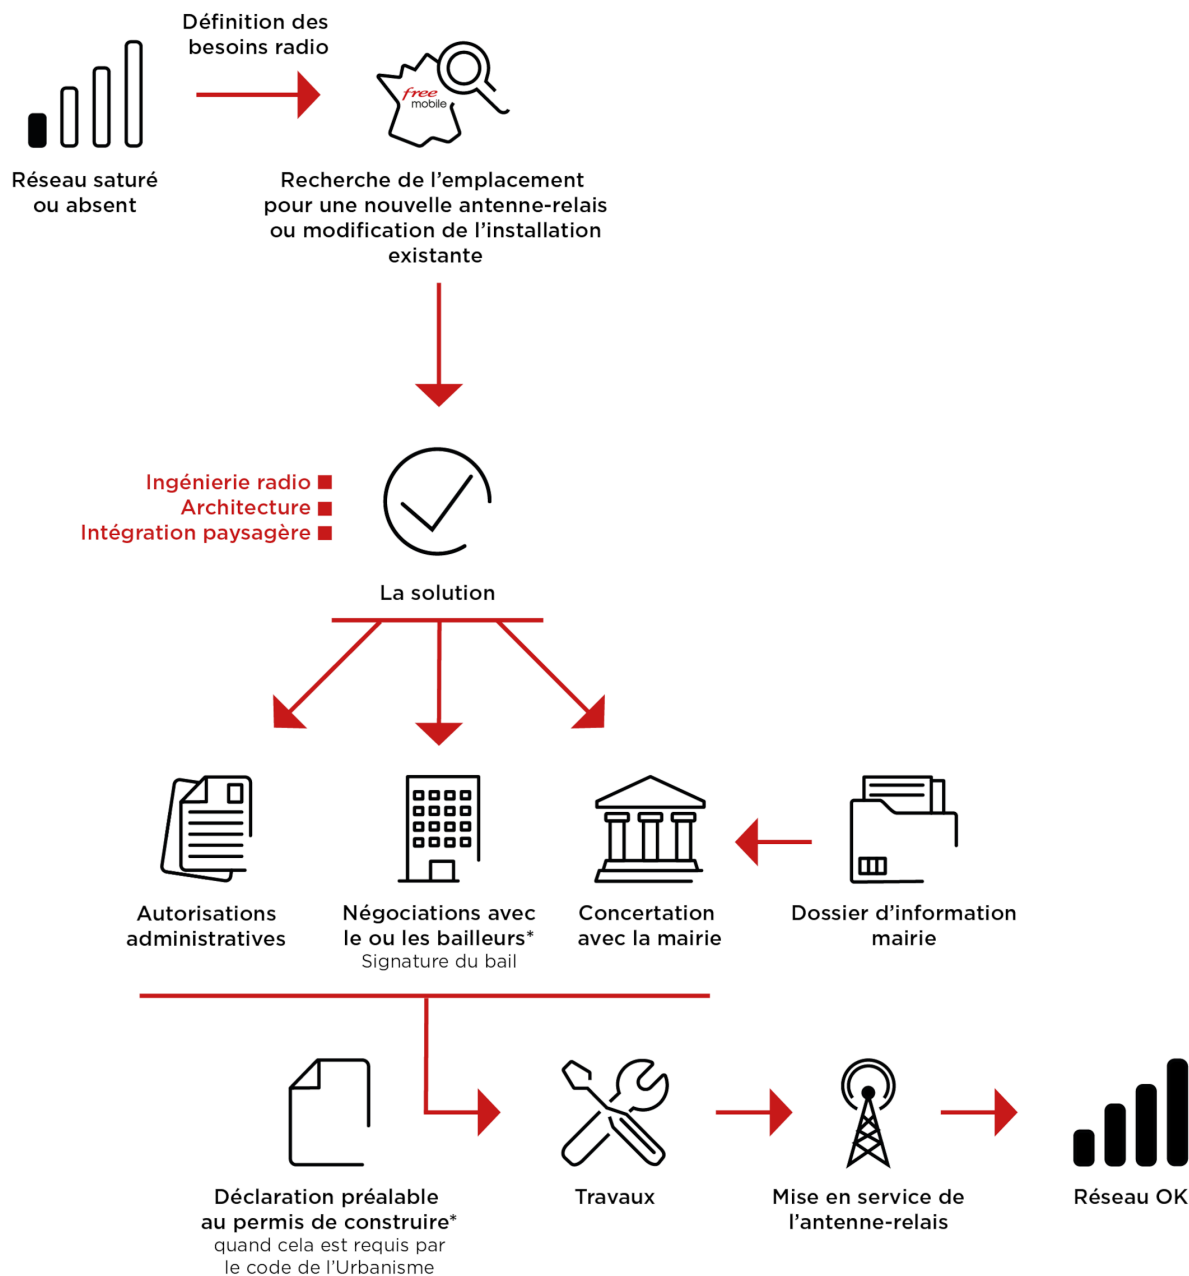 Définition des
besoins radio
free
mobile
Réseau saturé
ou absent
Recherche de l’emplacement
pour une nouvelle antenne-relais
ou modification de l’installation
existante
Ingénierie radio
Architecture
Intégration paysagère
La solution
Autorisations
administratives
Négociations avec
le ou les bailleurs*
Signature du bail
Concertation
avec la mairie
Dossier d’information
mairie
Déclaration préalable
au permis de construire*
quand cela est requis par
le code de l’Urbanisme
Travaux
Mise en service de
l’antenne-relais
Réseau OK